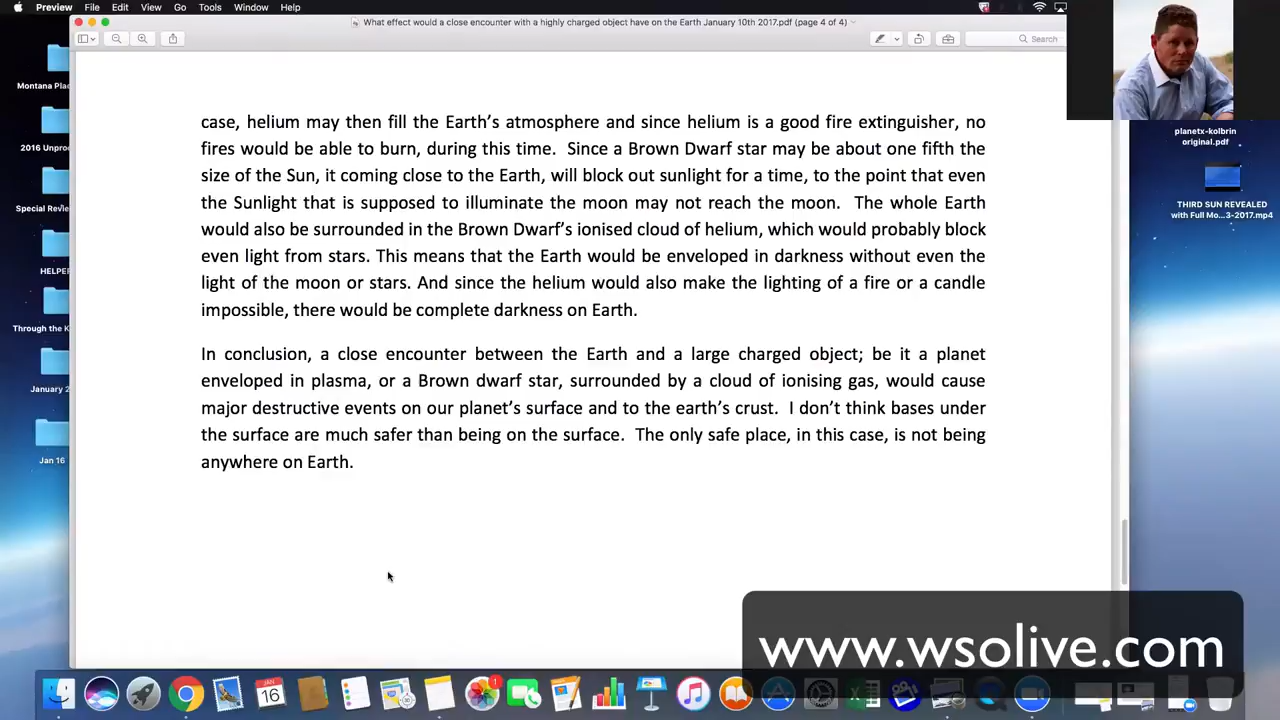 Preview File Edit View Go Tools Window Help
What effect would a close encounter with a highly charged object have on the Earth January 10th 2017.pdf (page 4 of 4)
Search
Montana Pla
2016 Unpro
Special Revie
HELPER
Through the K
January 2
Jan 16
planetx-kolbrin
original.pdf
THIRD SUN REVEALED
with Full Mo...3-2017.mp4
case, helium may then fill the Earth's atmosphere and since helium is a good fire extinguisher, no
fires would be able to burn, during this time. Since a Brown Dwarf star may be about one fifth the
size of the Sun, it coming close to the Earth, will block out sunlight for a time, to the point that even
the Sunlight that is supposed to illuminate the moon may not reach the moon. The whole Earth
would also be surrounded in the Brown Dwarf's ionised cloud of helium, which would probably block
even light from stars. This means that the Earth would be enveloped in darkness without even the
light of the moon or stars. And since the helium would also make the lighting of a fire or a candle
impossible, there would be complete darkness on Earth.
In conclusion, a close encounter between the Earth and a large charged object; be it a planet
enveloped in plasma, or a Brown dwarf star, surrounded by a cloud of ionising gas, would cause
major destructive events on our planet's surface and to the earth's crust. I don't think bases under
the surface are much safer than being on the surface. The only safe place, in this case, is not being
anywhere on Earth.
www.wsolive.com
JAN
16
1